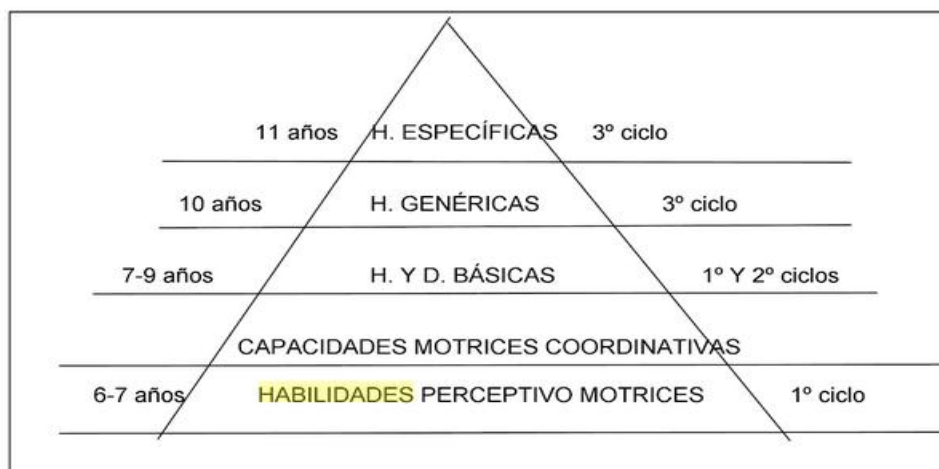 11 años H. ESPECÍFICAS 3º ciclo
10 años H. GENÉRICAS 3º ciclo
7-9 años H. Y D. BÁSICAS 1º Y 2º ciclos
CAPACIDADES MOTRICES COORDINATIVAS
6-7 años HABILIDADES PERCEPTIVO MOTRICES 1º ciclo